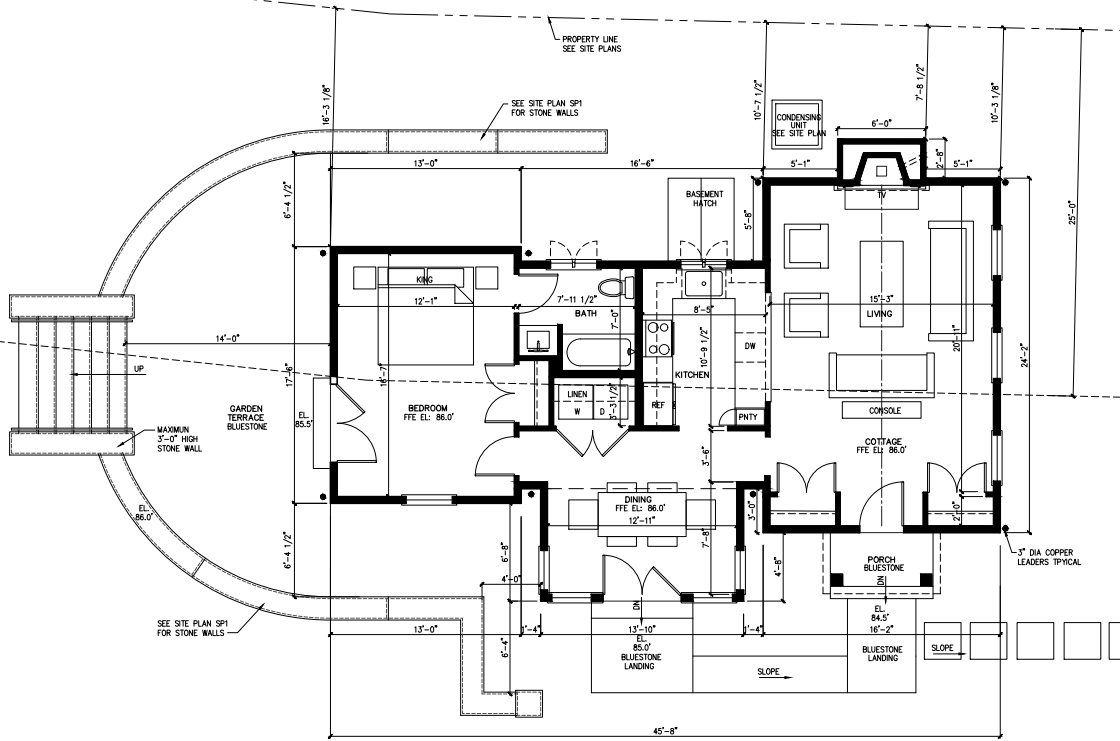 PROPERTY LINE
SEE SITE PLANS
16'-3 1/8"
SEE SITE PLAN SP1
FOR STONE WALLS
10'-7 1/2"
7'-8 1/2"
10'-3 1/8"
CONDENSING
UNIT
SEE SITE PLAN
6'-0"
2'-8"
13'-0"
16'-6"
5'-1"
5'-1"
6'-4 1/2"
BASEMENT
HATCH
5'-8"
TV
25'-0"
KING
12'-1"
7'-11 1/2"
BATH
7'-0"
8'-5"
15'-3"
LIVING
14'-0"
10'-9 1/2"
DW
20'-11"
24'-2"
UP
17'-6"
16'-7"
KITCHEN
LINEN
W
D
3'-3 1/2"
REF
PNTY
CONSOLE
GARDEN
TERRACE
BLUESTONE
EL.
85.5'
BEDROOM
FFE EL: 86.0'
MAXIMUN
3'-0" HIGH
STONE WALL
COTTAGE
FFE EL: 86.0'
3'-6"
EL.
86.0'
DINING
FFE EL: 86.0'
12'-11"
3'-0"
2'-0"
6'-4 1/2"
6'-8"
7'-8"
4'-8"
3" DIA COPPER
LEADERS TPYICAL
PORCH
BLUESTONE
4'-0"
DN
DN
EL.
84.5'
SEE SITE PLAN SP1
FOR STONE WALLS
13'-0"
1'-4"
13'-10"
1'-4"
16'-2"
6'-4"
EL.
85.0'
BLUESTONE
LANDING
BLUESTONE
LANDING
SLOPE
SLOPE
45'-8"